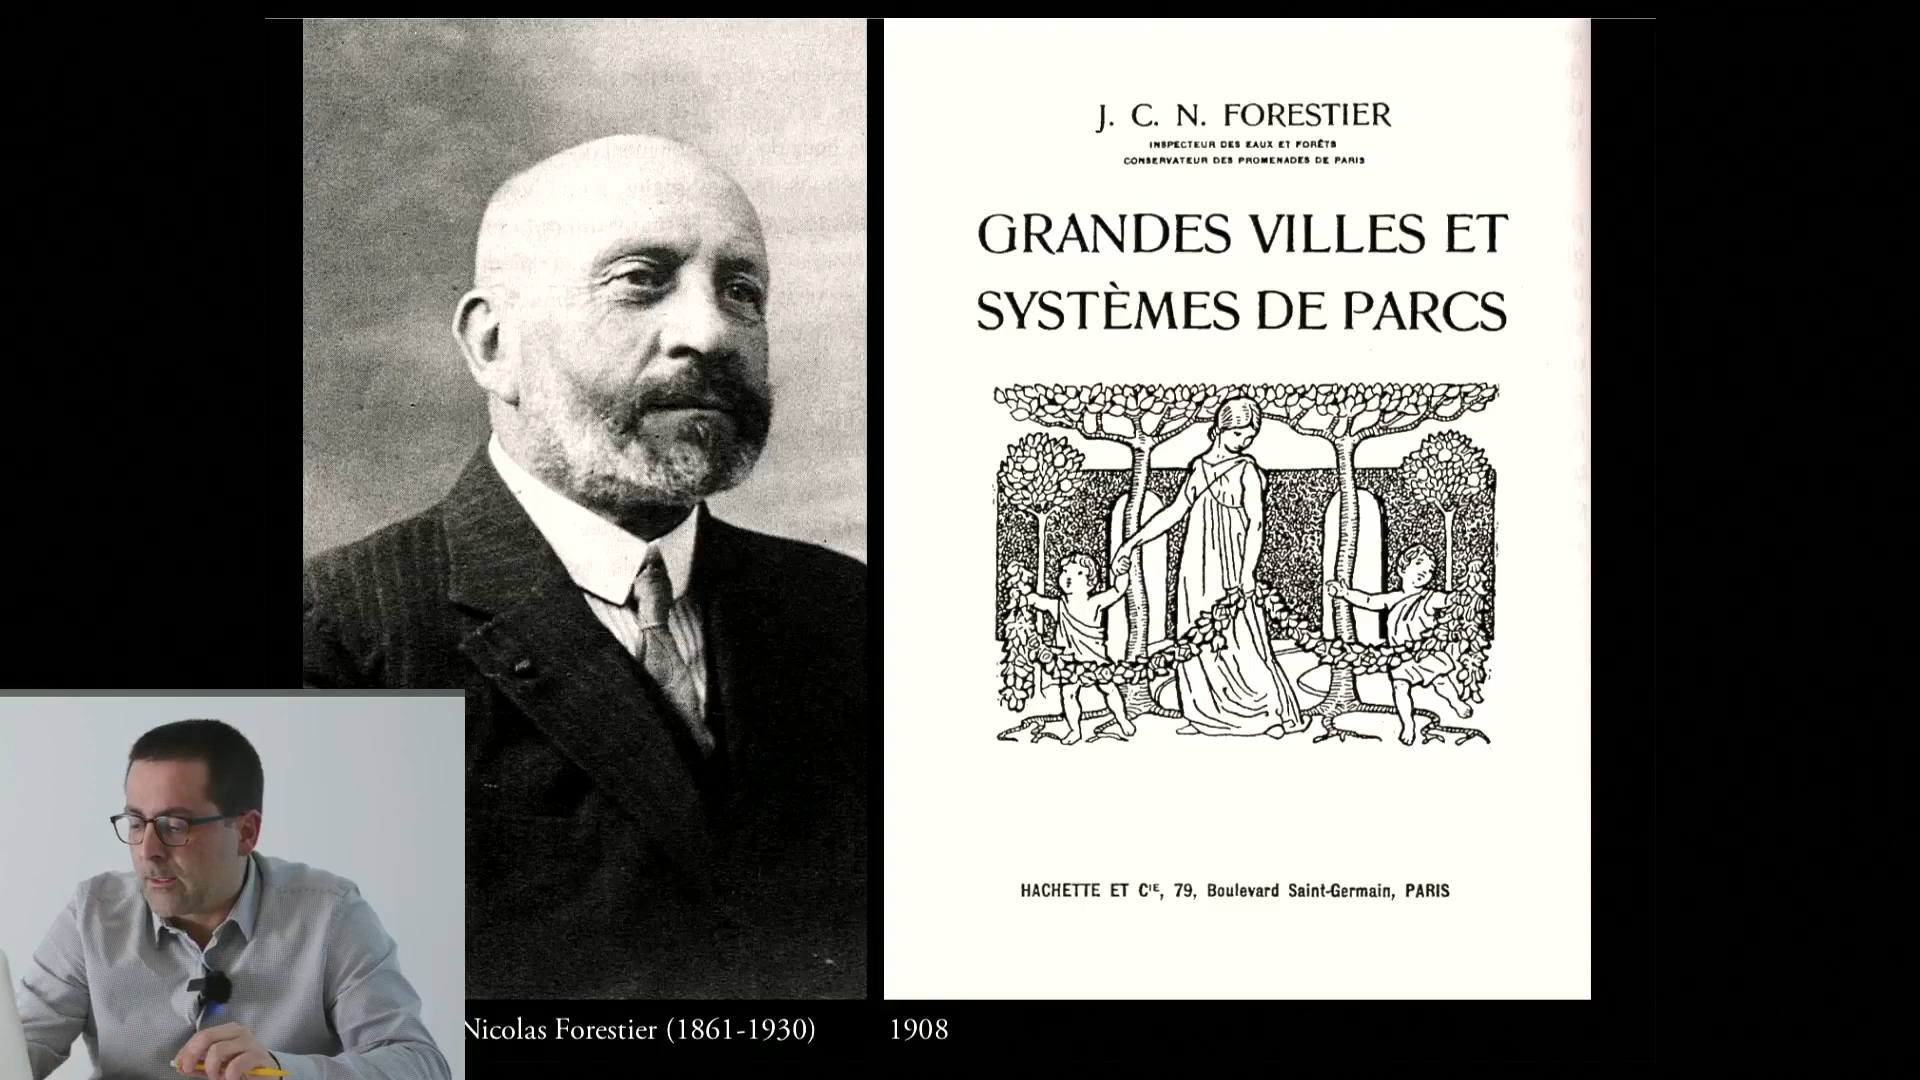 J. C. N. FORESTIER
INSPECTEUR DES EAUX ET FORÊTS
CONSERVATEUR DES PROMENADES DE PARIS
GRANDES VILLES ET
SYSTÈMES DE PARCS
HACHETTE ET CIE, 79, Boulevard Saint-Germain, PARIS
Nicolas Forestier (1861-1930)
1908